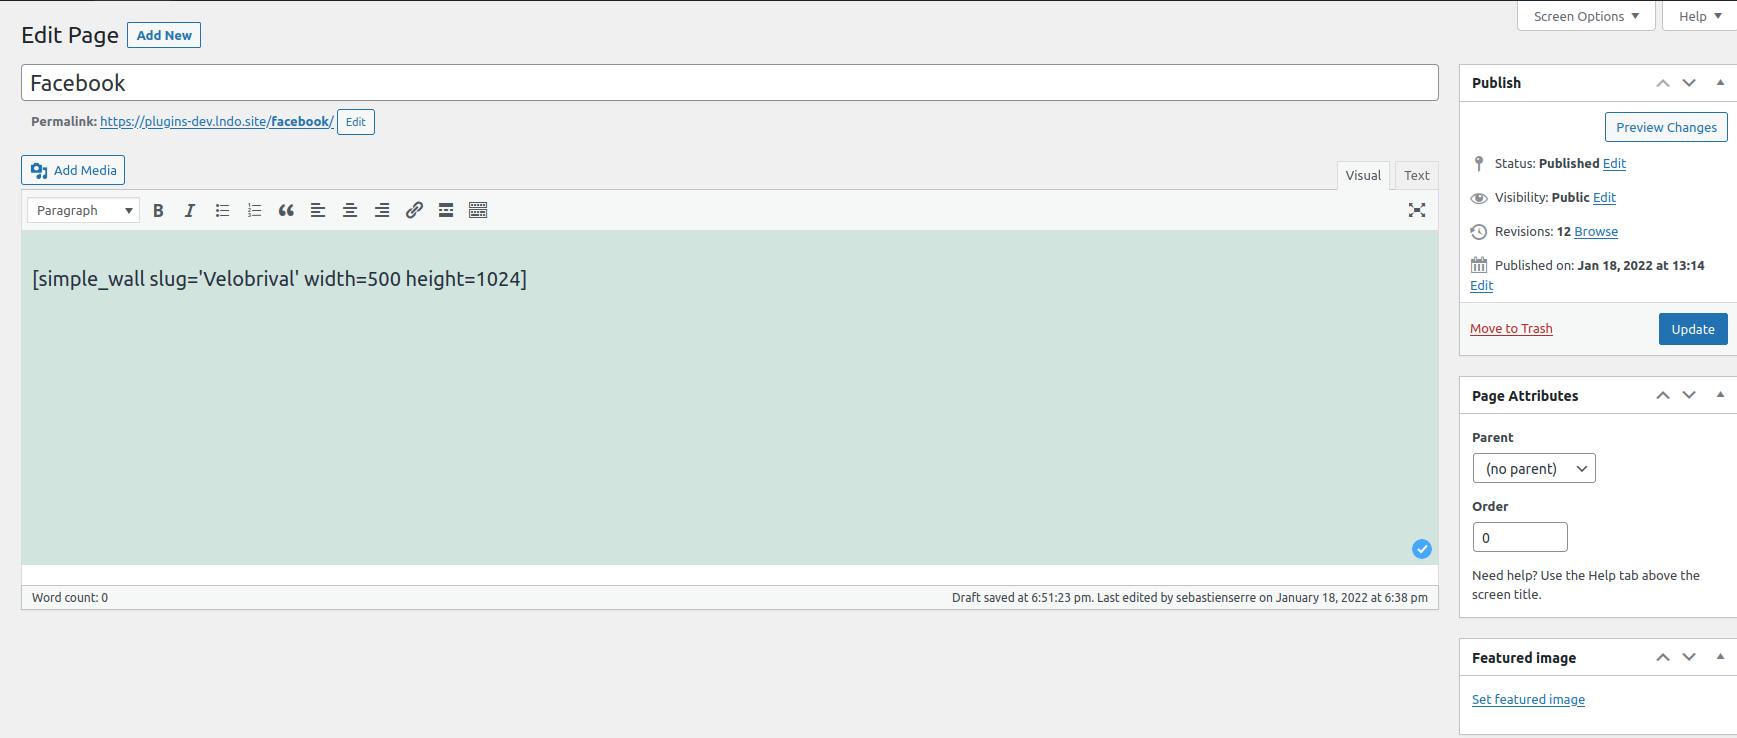 Screen Options
Help
Edit Page
Add New
Facebook
Permalink: https://plugins-dev.lndo.site/facebook/ Edit
Add Media
Visual
Text
Paragraph
[simple_wall slug='Velobrival' width=500 height=1024]
Word count: 0
Draft saved at 6:51:23 pm. Last edited by sebastienserre on January 18, 2022 at 6:38 pm
Publish
Preview Changes
Status: Published Edit
Visibility: Public Edit
Revisions: 12 Browse
Published on: Jan 18, 2022 at 13:14
Edit
Move to Trash
Update
Page Attributes
Parent
(no parent)
Order
0
Need help? Use the Help tab above the
screen title.
Featured image
Set featured image